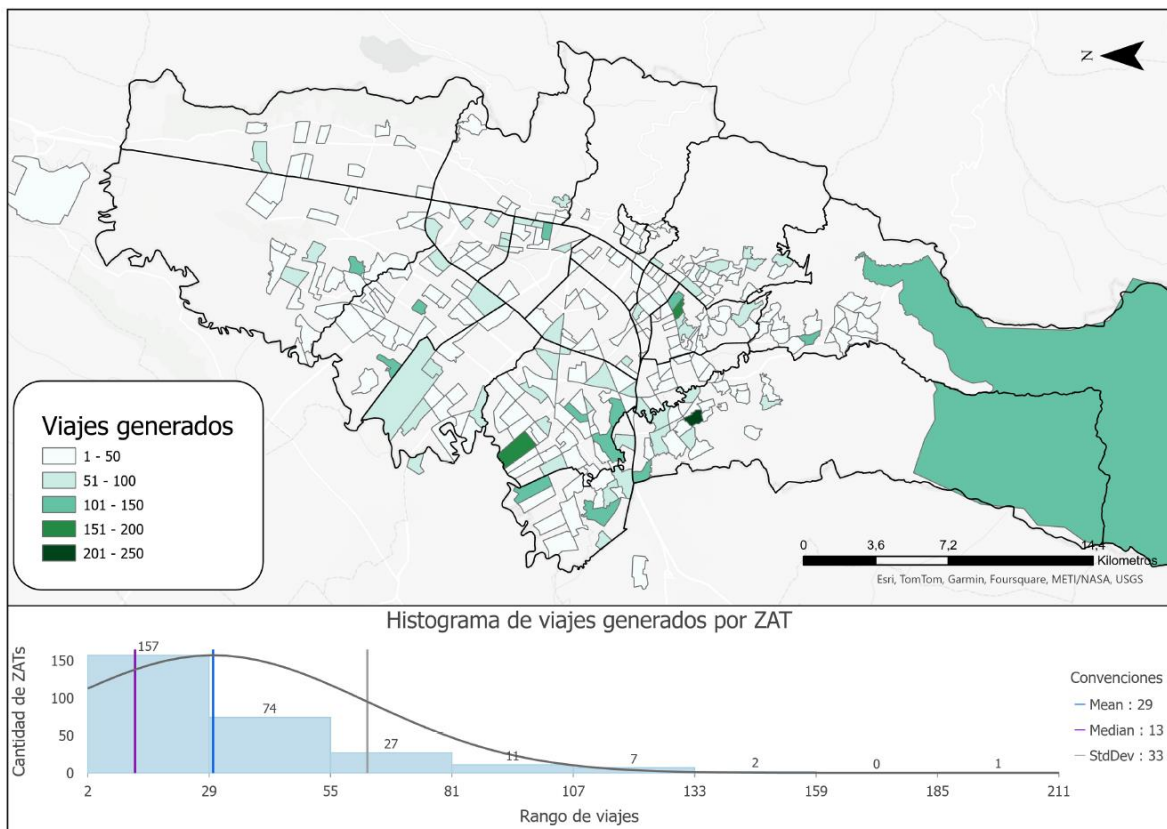 N
Viajes generados
1 - 50
51 - 100
101 - 150
151 - 200
201 - 250
0 3,6 7,2 14,4
Kilometros
Esri, TomTom, Garmin, Foursquare, METI/NASA, USGS
Histograma de viajes generados por ZAT
Cantidad de ZATs
150
100
50
0
157
74
27
11
7
2
0
1
2 29 55 81 107 133 159 185 211
Rango de viajes
Convenciones
Mean : 29
Median : 13
StdDev : 33